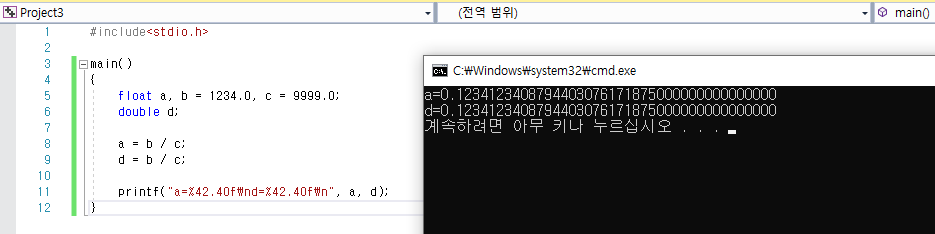 Project3
(전역 범위)
main()
1 #include<stdio.h>
2
3 main()
4 {
5 float a, b = 1234.0, c = 9999.0;
6 double d;
7
8 a = b / c;
9 d = b / c;
10
11 printf("a=%42.40f₩nd=%42.40f₩n", a, d);
12 }
C:₩Windows₩system32₩cmd.exe
a=0.1234123408794403076171875000000000000000
d=0.1234123408794403076171875000000000000000
계속하려면 아무 키나 누르십시오 . . .